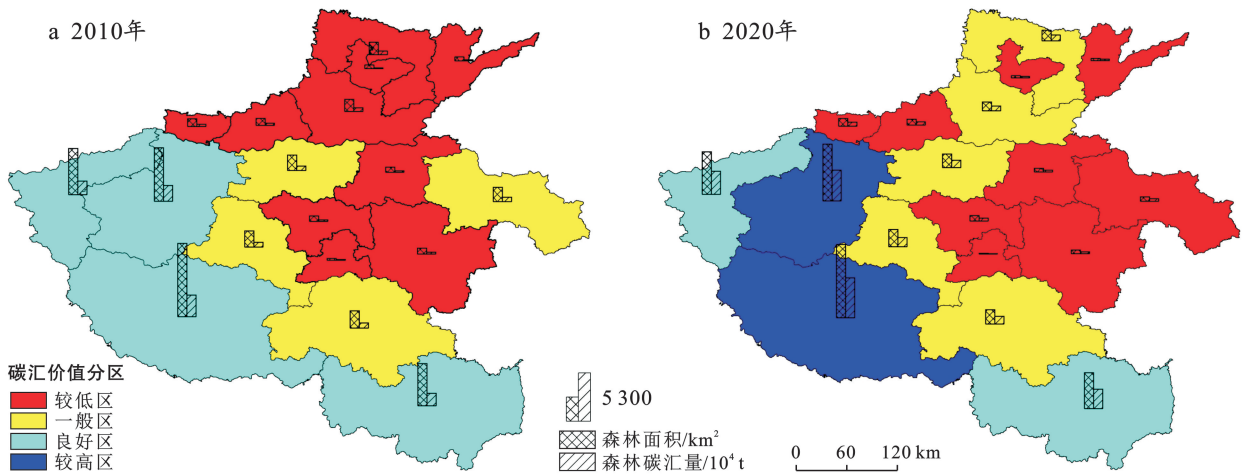 a 2010年
b 2020年
碳汇价值分区
较低区
一般区
良好区
较高区
5 300
森林面积/km²
森林碳汇量/10⁴ t
0 60 120 km